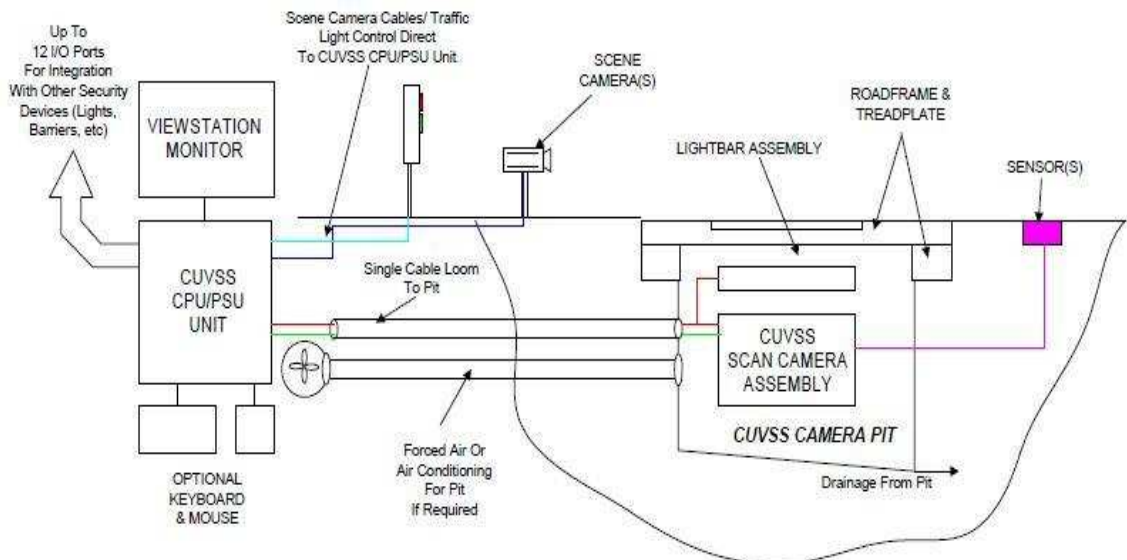 Up To
12 I/O Ports
For Integration
With Other Security
Devices (Lights,
Barriers, etc)
VIEWSTATION
MONITOR
Scene Camera Cables/ Traffic
Light Control Direct
To CUVSS CPU/PSU Unit
SCENE
CAMERA(S)
LIGHTBAR ASSEMBLY
ROADFRAME &
TREADPLATE
SENSOR(S)
CUVSS
CPU/PSU
UNIT
Single Cable Loom
To Pit
CUVSS
SCAN CAMERA
ASSEMBLY
CUVSS CAMERA PIT
Drainage From Pit
Forced Air Or
Air Conditioning
For Pit
If Required
OPTIONAL
KEYBOARD
& MOUSE